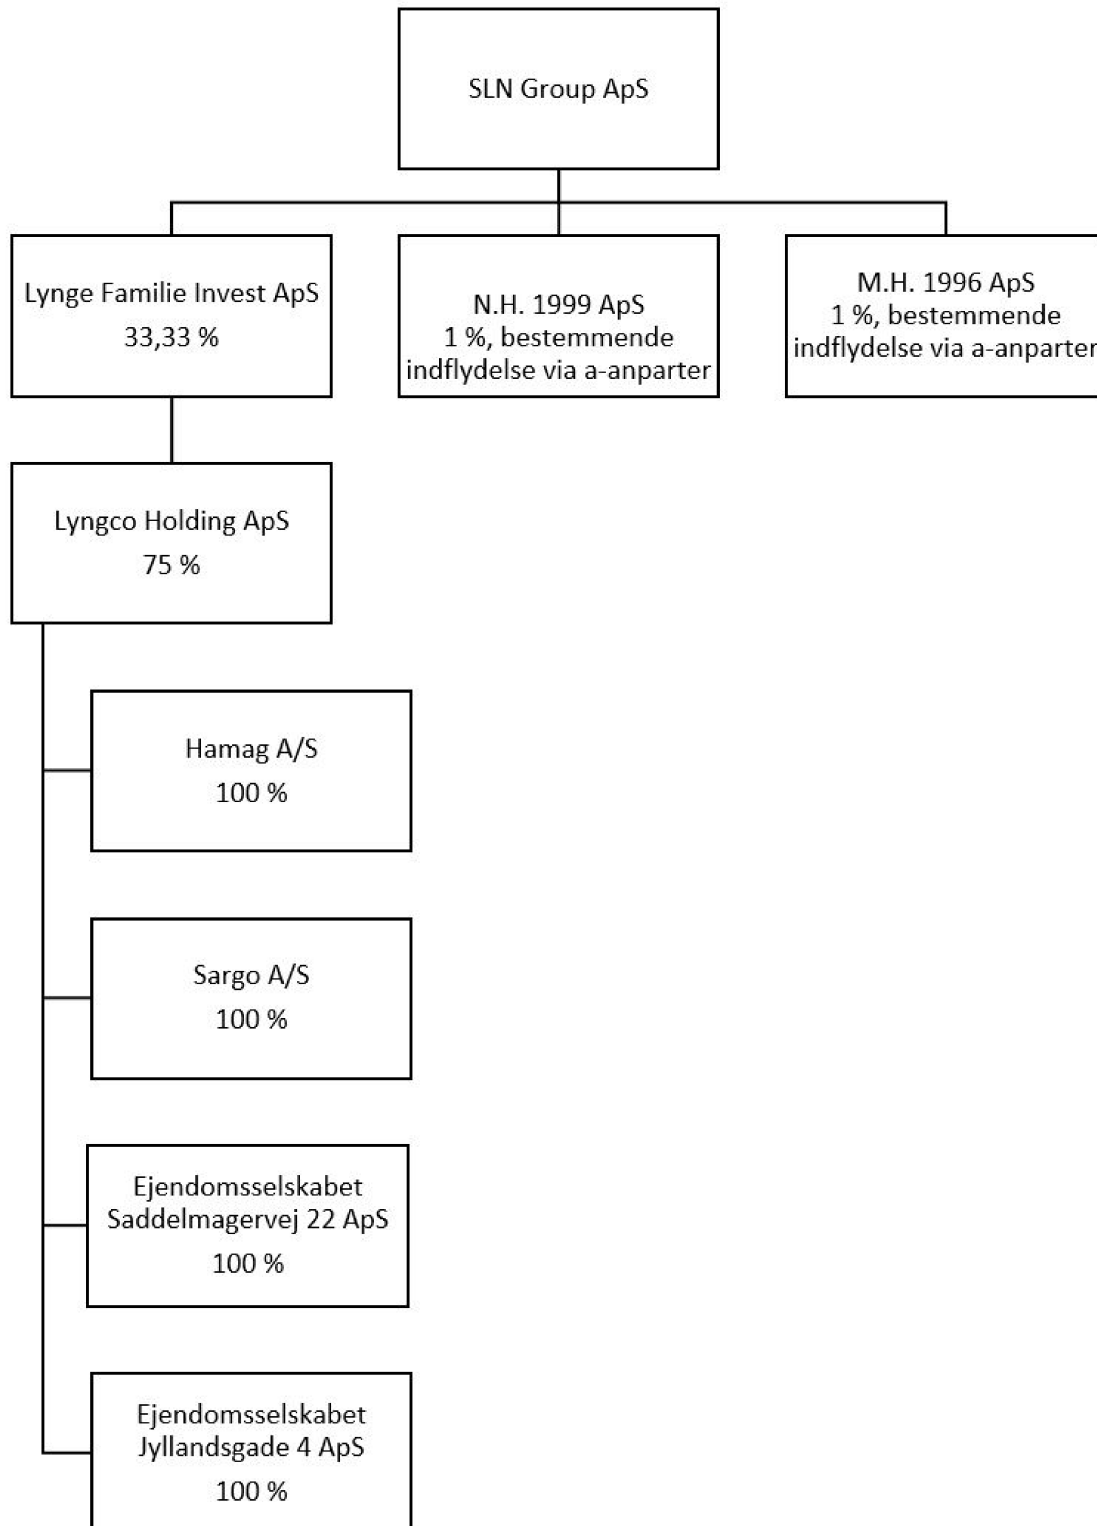 SLN Group ApS
Lynge Familie Invest ApS
33,33 %
N.H. 1999 ApS
1 %, bestemmende
indflydelse via a-anparter
M.H. 1996 ApS
1 %, bestemmende
indflydelse via a-anparter
Lyngco Holding ApS
75 %
Hamag A/S
100 %
Sargo A/S
100 %
Ejendomsselskabet
Saddelmagervej 22 ApS
100 %
Ejendomsselskabet
Jyllandsgade 4 ApS
100 %